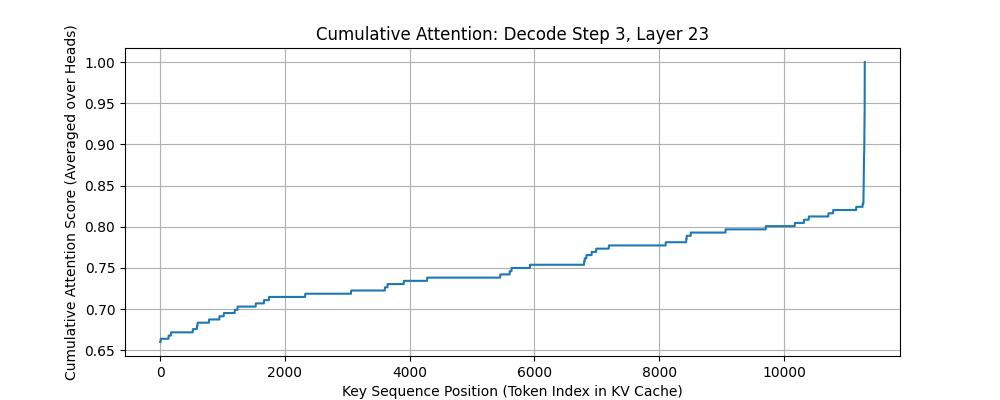 Cumulative Attention: Decode Step 3, Layer 23
Cumulative Attention Score (Averaged over Heads)
1.00
0.95
0.90
0.85
0.80
0.75
0.70
0.65
0 2000 4000 6000 8000 10000
Key Sequence Position (Token Index in KV Cache)